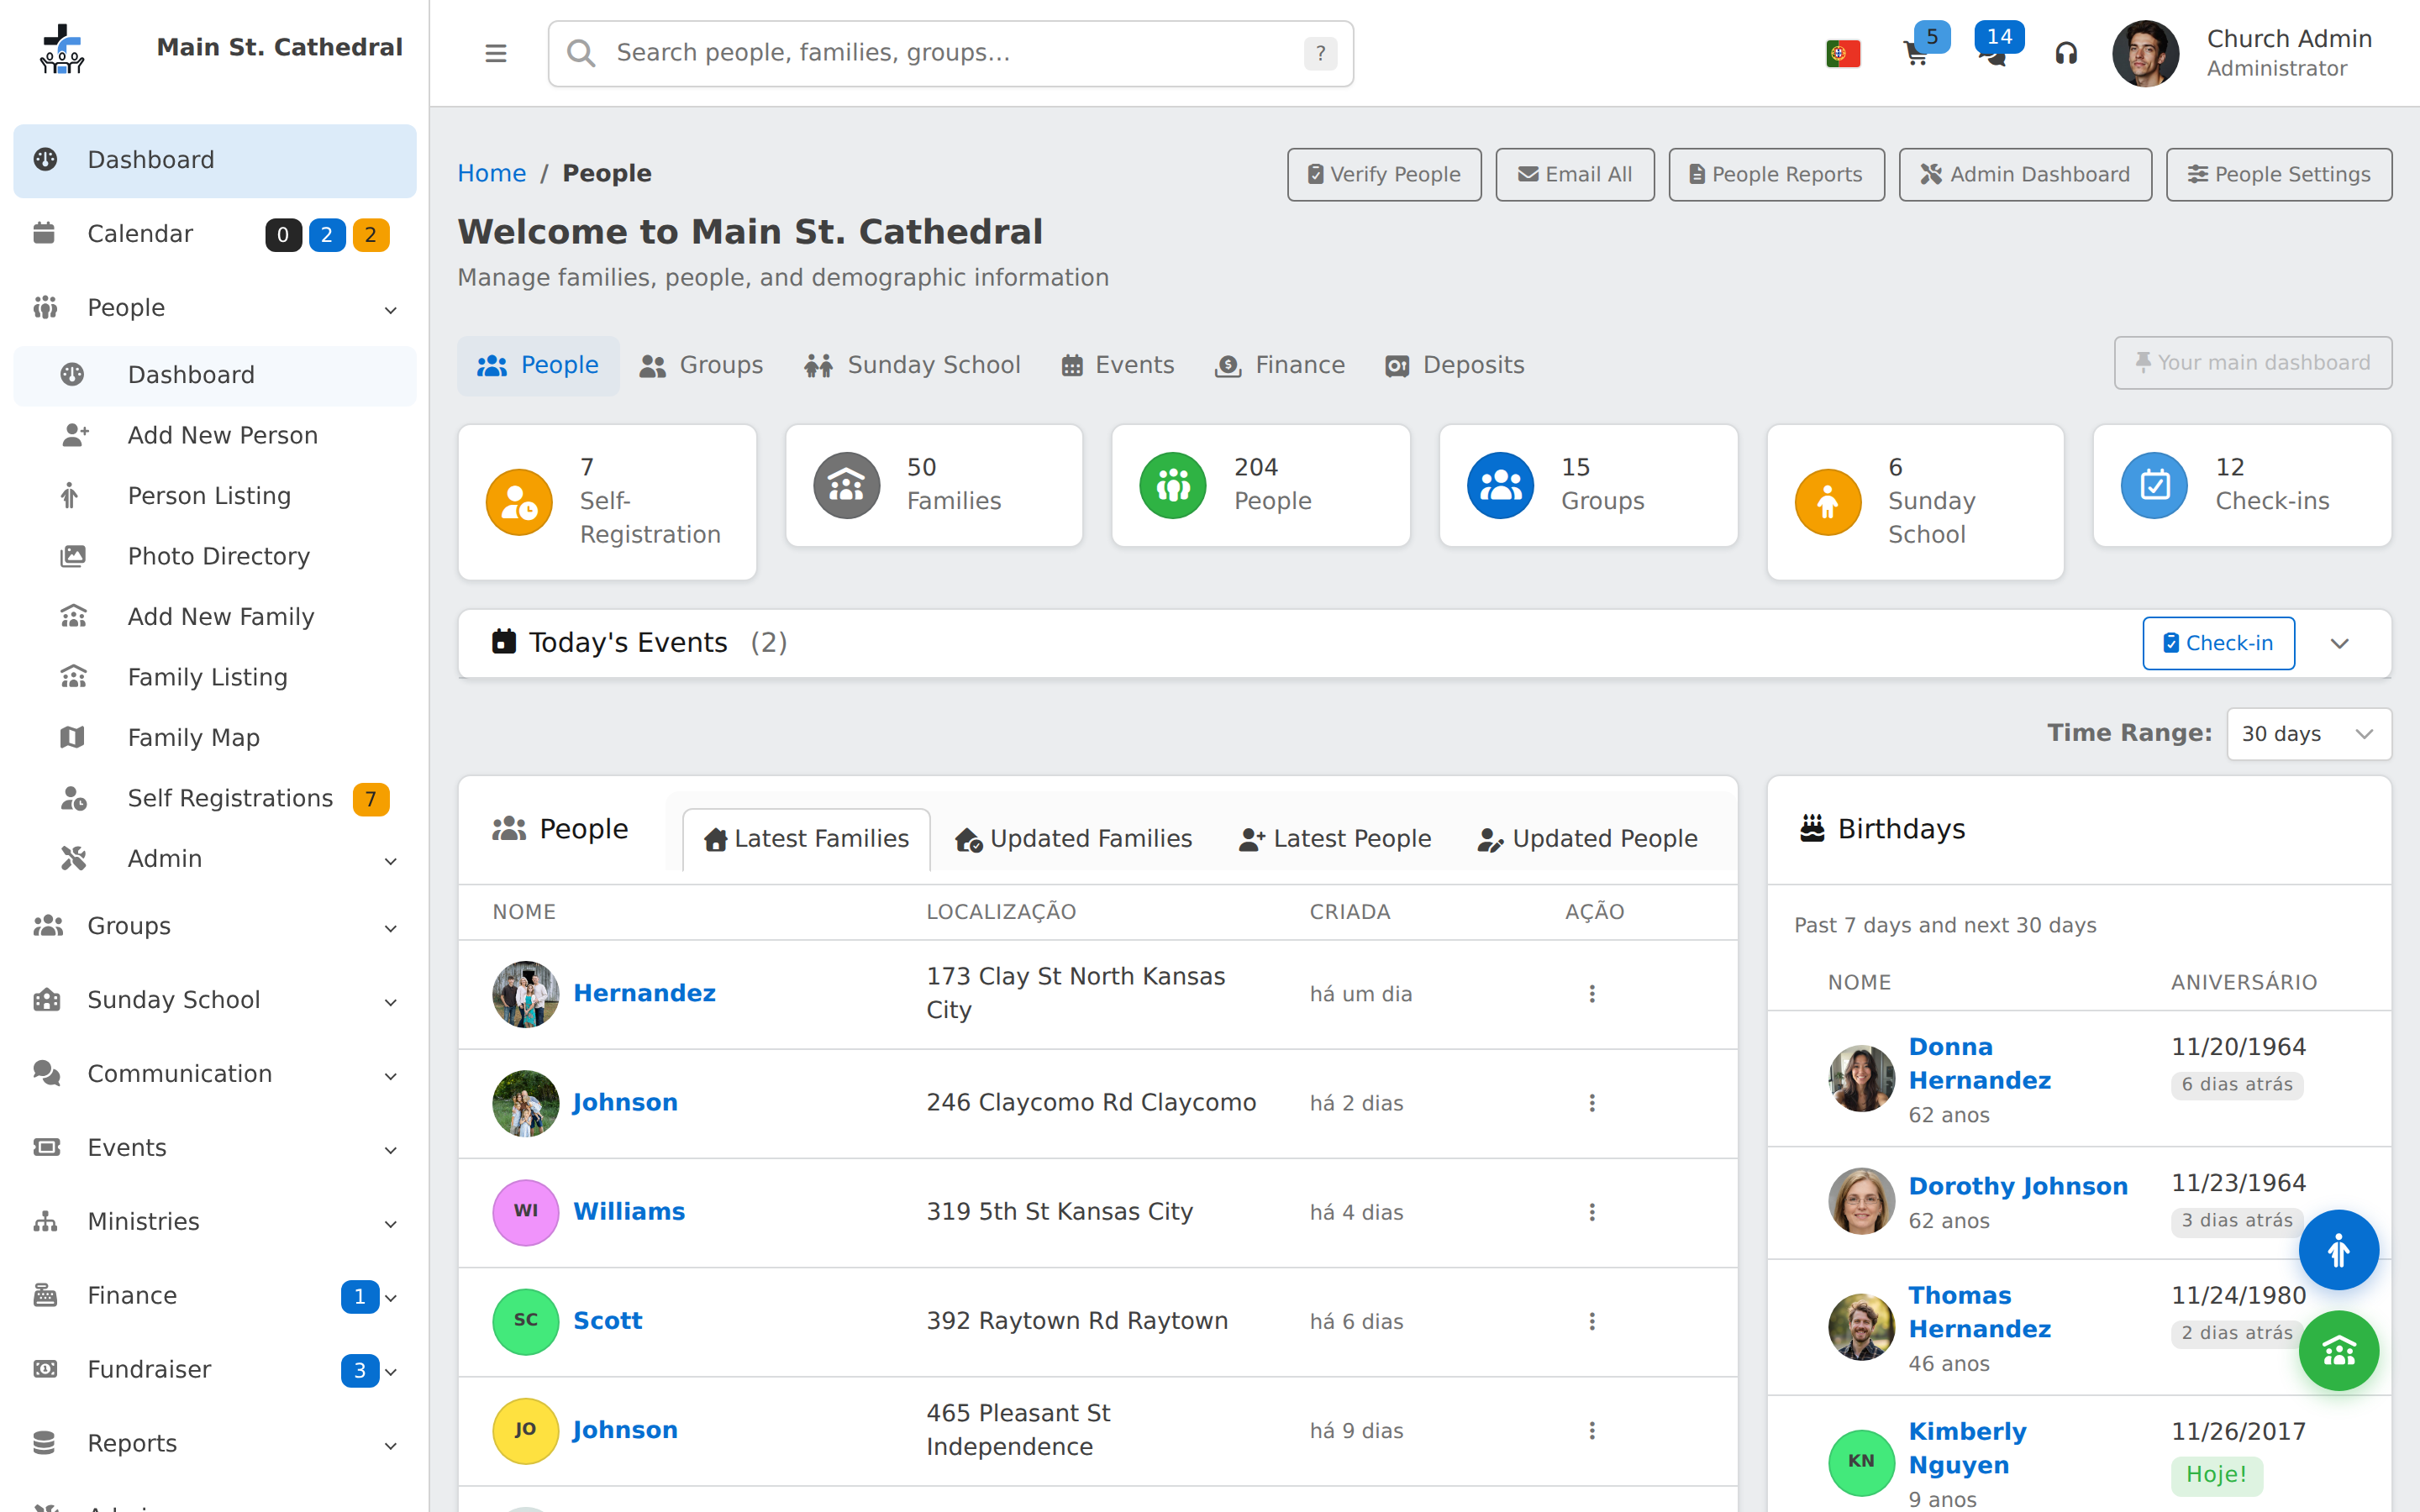 Main St. Cathedral
Search people, families, groups...
?
5
14
Church Admin
Administrator
Dashboard
Calendar
0
2
2
People
Dashboard
Add New Person
Person Listing
Photo Directory
Add New Family
Family Listing
Family Map
Self Registrations
7
Admin
Groups
Sunday School
Communication
Events
Ministries
Finance
1
Fundraiser
3
Reports
Home / People
Verify People
Email All
People Reports
Admin Dashboard
People Settings
Welcome to Main St. Cathedral
Manage families, people, and demographic information
People
Groups
Sunday School
Events
Finance
Deposits
Your main dashboard
7
Self-
Registration
50
Families
204
People
15
Groups
6
Sunday
School
12
Check-ins
Today's Events (2)
Check-in
Time Range:
30 days
People
Latest Families
Updated Families
Latest People
Updated People
NOME
LOCALIZAÇÃO
CRIADA
AÇÃO
Hernandez
173 Clay St North Kansas
City
há um dia
Johnson
246 Claycomo Rd Claycomo
há 2 dias
WI
Williams
319 5th St Kansas City
há 4 dias
SC
Scott
392 Raytown Rd Raytown
há 6 dias
JO
Johnson
465 Pleasant St
Independence
há 9 dias
Birthdays
Past 7 days and next 30 days
NOME
ANIVERSÁRIO
Donna
Hernandez
62 anos
11/20/1964
6 dias atrás
Dorothy Johnson
62 anos
11/23/1964
3 dias atrás
Thomas
Hernandez
46 anos
11/24/1980
2 dias atrás
KN
Kimberly
Nguyen
9 anos
11/26/2017
Hoje!